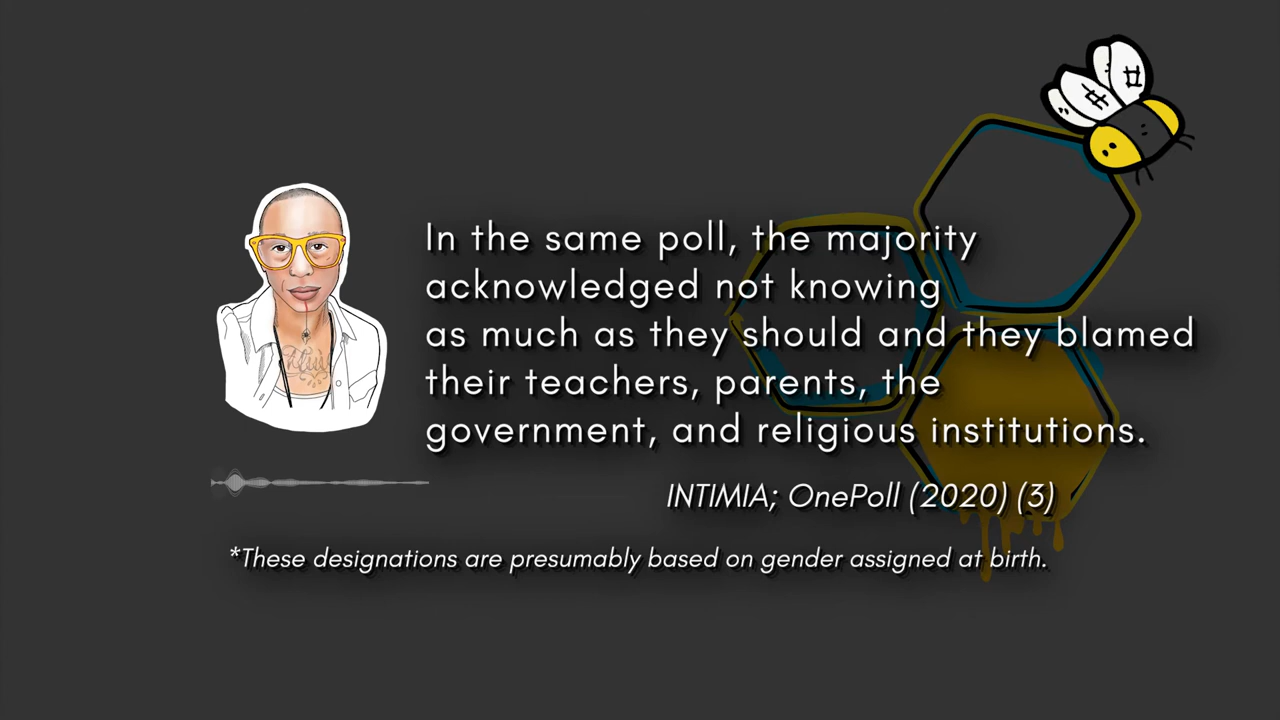 In the same poll, the majority
acknowledged not knowing
as much as they should and they blamed
their teachers, parents, the
government, and religious institutions.
INTIMIA; OnePoll (2020) (3)
*These designations are presumably based on gender assigned at birth.